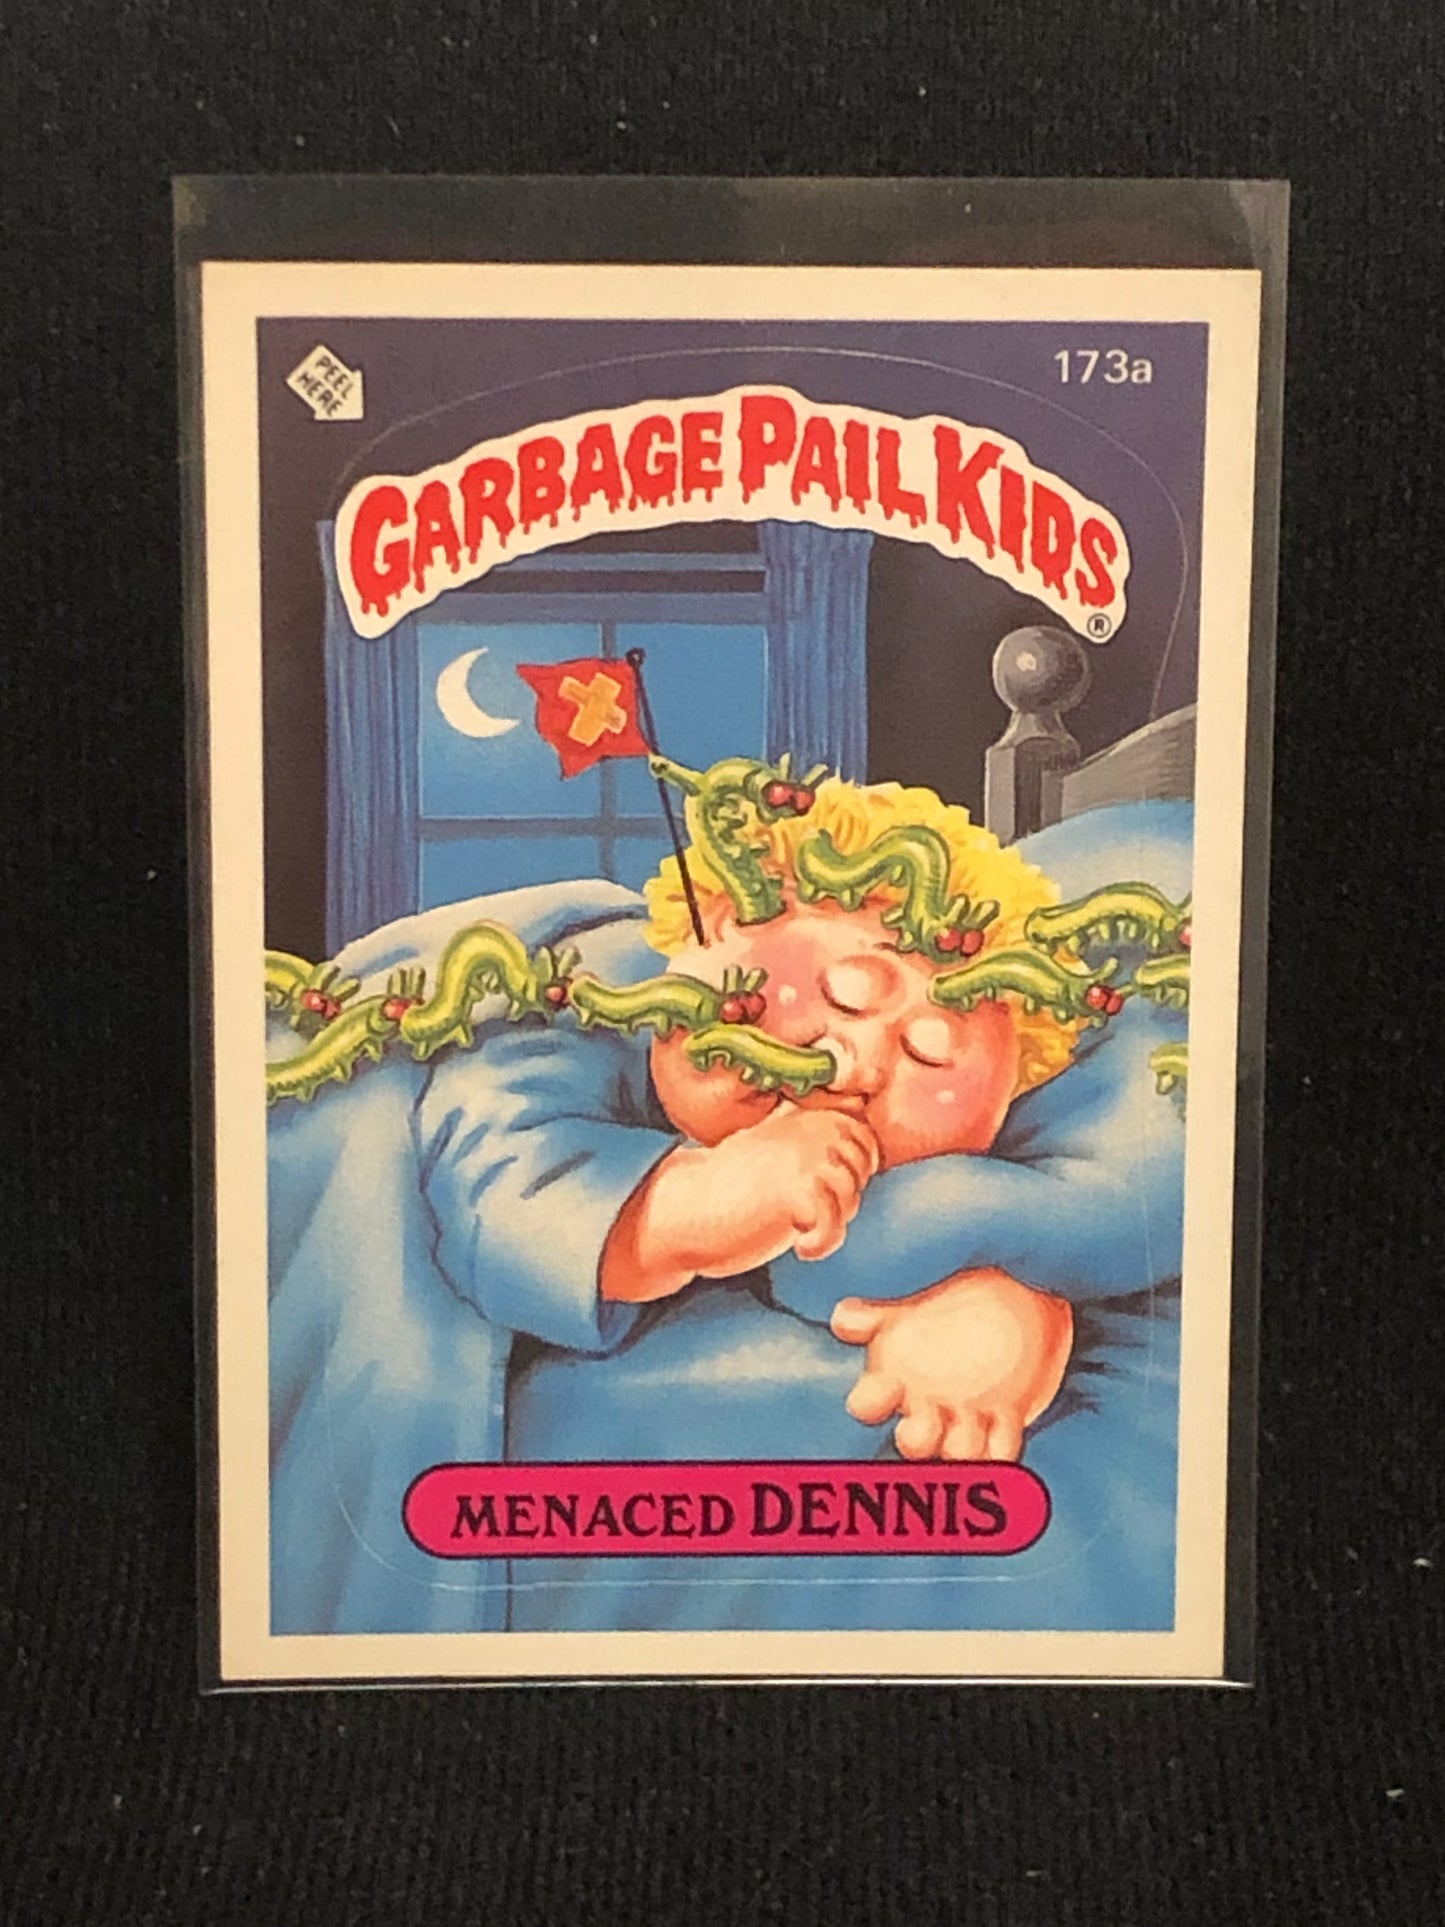 PEEL
HERE
173a
GARBAGE PAIL KIDS
®
MENACED DENNIS